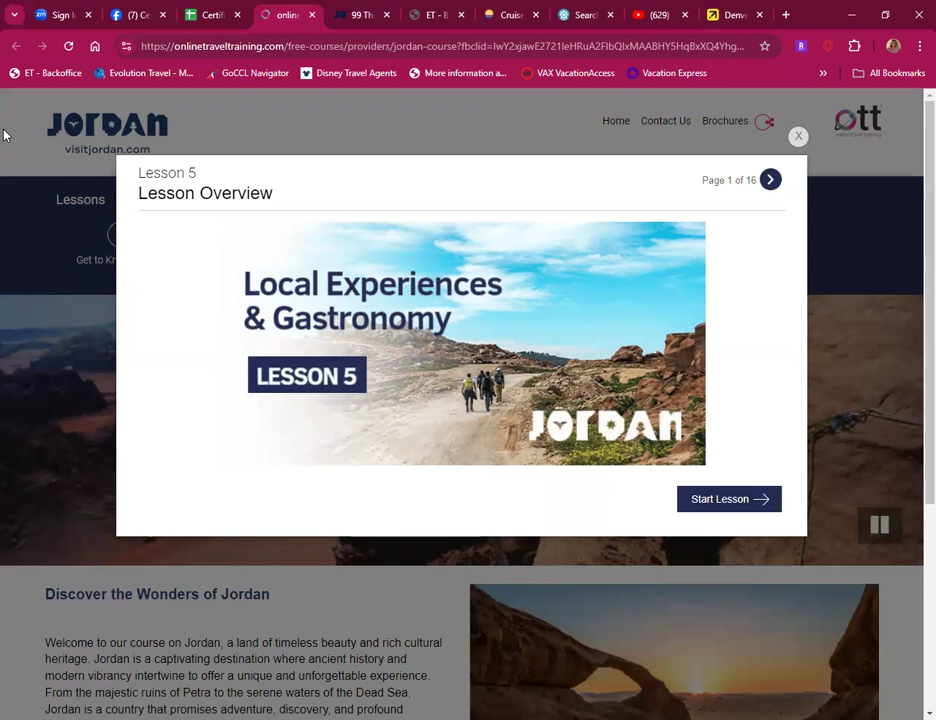 Sign I
(7) Ce
Certif
online
99 Th
ET - B
Cruise
Searc
(629)
Denve
https://onlinetraveltraining.com/free-courses/providers/jordan-course?fbclid=IwY2xjawE2721leHRuA2FlbQIxMAABHY5HqBxXQ4Yhg...
ET - Backoffice
Evolution Travel - M...
GoCCL Navigator
Disney Travel Agents
More information a...
VAX VacationAccess
Vacation Express
All Bookmarks
JORDAN
visitjordan.com
Home
Contact Us
Brochures
ott
X
Lessons
Get to Kn
Lesson 5
Lesson Overview
Page 1 of 16
Local Experiences
& Gastronomy
LESSON 5
JORDAN
Start Lesson
Discover the Wonders of Jordan
Welcome to our course on Jordan, a land of timeless beauty and rich cultural
heritage. Jordan is a captivating destination where ancient history and
modern vibrancy intertwine to offer a unique and unforgettable experience.
From the majestic ruins of Petra to the serene waters of the Dead Sea,
Jordan is a country that promises adventure, discovery, and profound